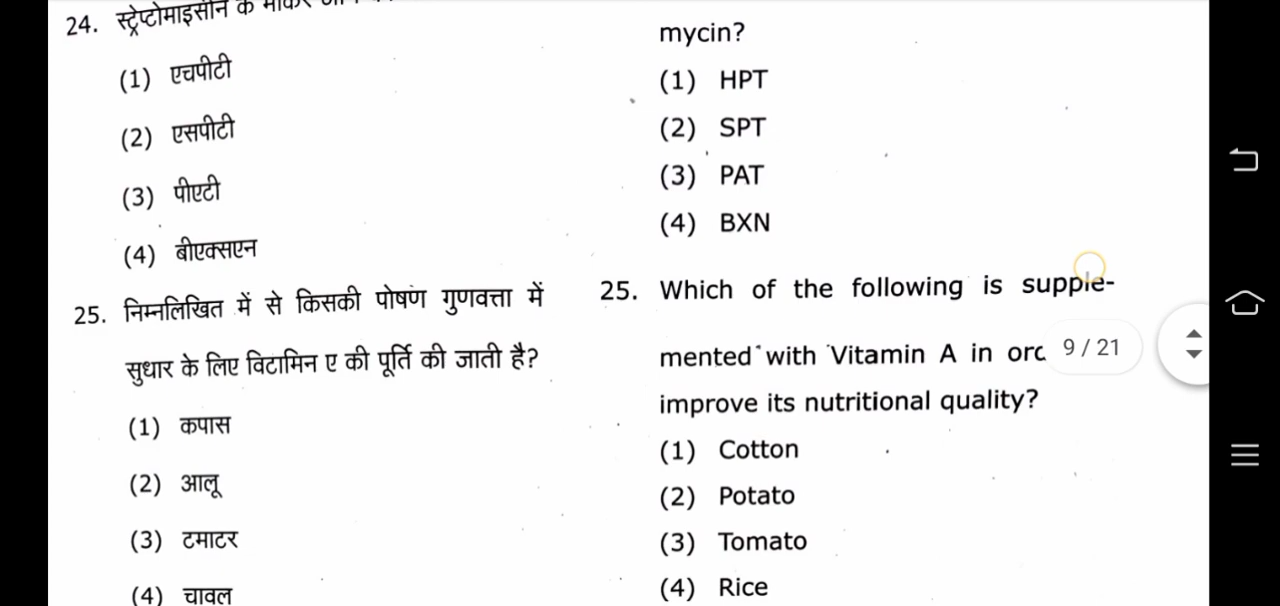 24. स्ट्रेप्टोमाइसीन के
(1) एचपीटी
(2) एसपीटी
(3) पीएटी
(4) बीएक्सएन
25. निम्नलिखित में से किसकी पोषण गुणवत्ता में
सुधार के लिए विटामिन ए की पूर्ति की जाती है?
(1) कपास
(2) आलू
(3) टमाटर
(4) चावल
mycin?
(1) HPT
(2) SPT
(3) PAT
(4) BXN
25. Which of the following is supple-
mented with Vitamin A in
improve its nutritional quality?
(1) Cotton
(2) Potato
(3) Tomato
(4) Rice
9 / 21